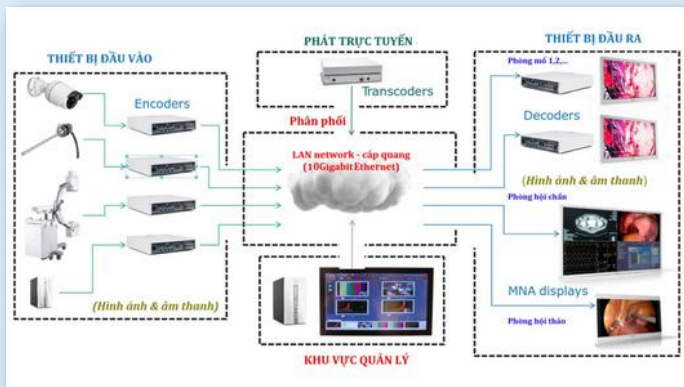 THIẾT BỊ ĐẦU VÀO
Encoders
(Hình ảnh & âm thanh)
PHÁT TRỰC TUYẾN
Transcoders
Phân phối
LAN network - cáp quang
(10Gigabit Ethernet)
KHU VỰC QUẢN LÝ
THIẾT BỊ ĐẦU RA
Phòng mổ 1,2,...
Decoders
(Hình ảnh & âm thanh)
Phòng hội chẩn
MNA displays
Phòng hội thảo